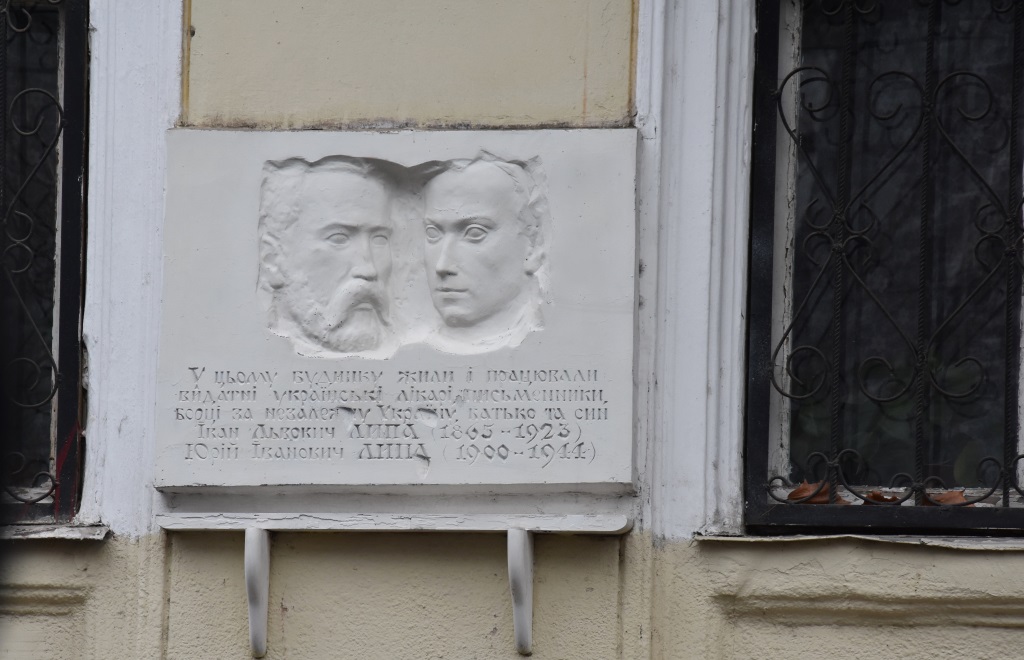 У цьому будинку жили і працювали
видатні українські лікарі, письменники,
борці за незалежну Україну, батько та син
Іван Львович ЛИПА (1865-1923)
Юрій Іванович ЛИПА (1900-1944)